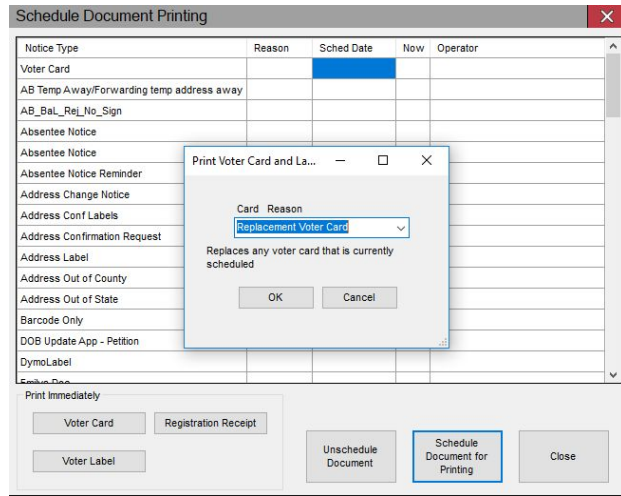 Schedule Document Printing
Notice Type Reason Sched Date Now Operator
Voter Card
AB Temp Away/Forwarding temp address away
AB_BaL_Rej_No_Sign
Absentee Notice
Absentee Notice
Absentee Notice Reminder
Address Change Notice
Address Conf Labels
Address Confirmation Request
Address Label
Address Out of County
Address Out of State
Barcode Only
DOB Update App - Petition
DymoLabel
Print Voter Card and La...
Card Reason
Replacement Voter Card
Replaces any voter card that is currently
scheduled
OK Cancel
Print Immediately
Voter Card Registration Receipt
Voter Label
Unschedule
Document
Schedule
Document for
Printing
Close